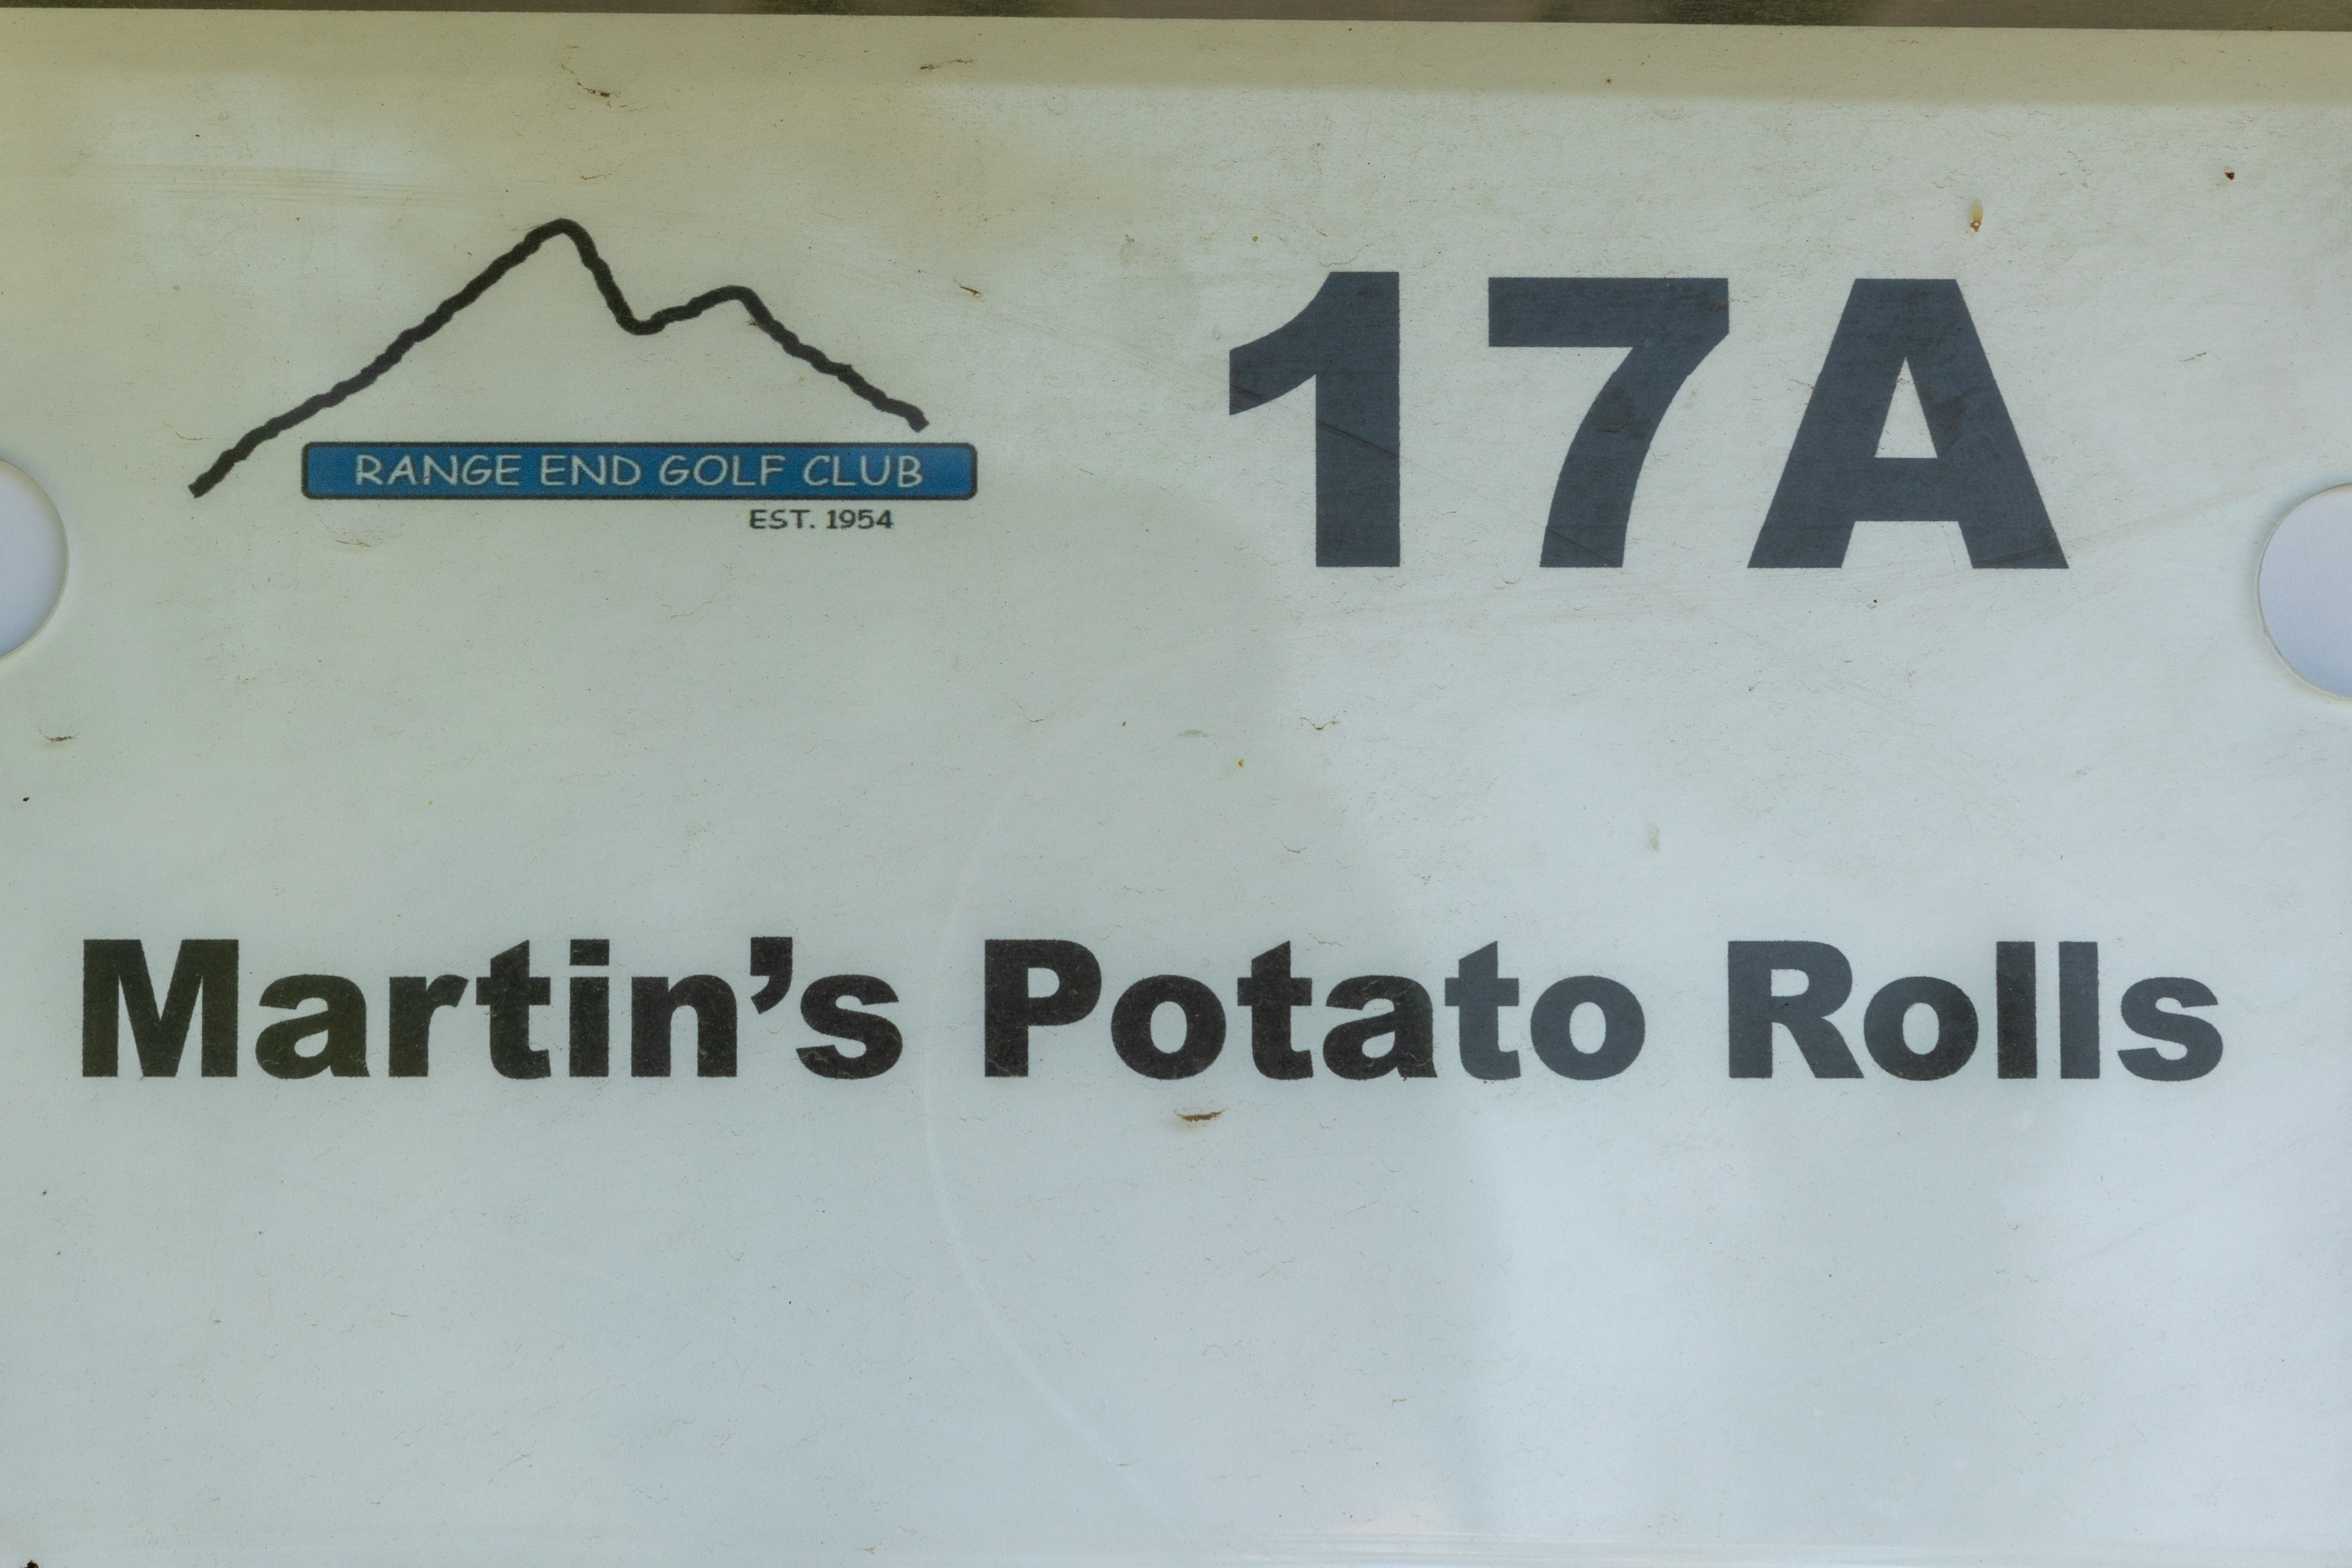 RANGE END GOLF CLUB
EST. 1954
17A
Martin’s Potato Rolls